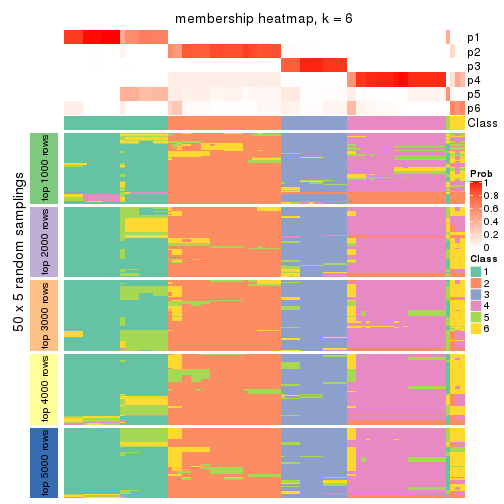 membership heatmap, k = 6
p1
p2
p3
p4
p5
p6
Class
50 x 5 random samplings
top 1000 rows
top 2000 rows
top 3000 rows
top 4000 rows
top 5000 rows
Prob
1
0.8
0.6
0.4
0.2
0
Class
1
2
3
4
5
6